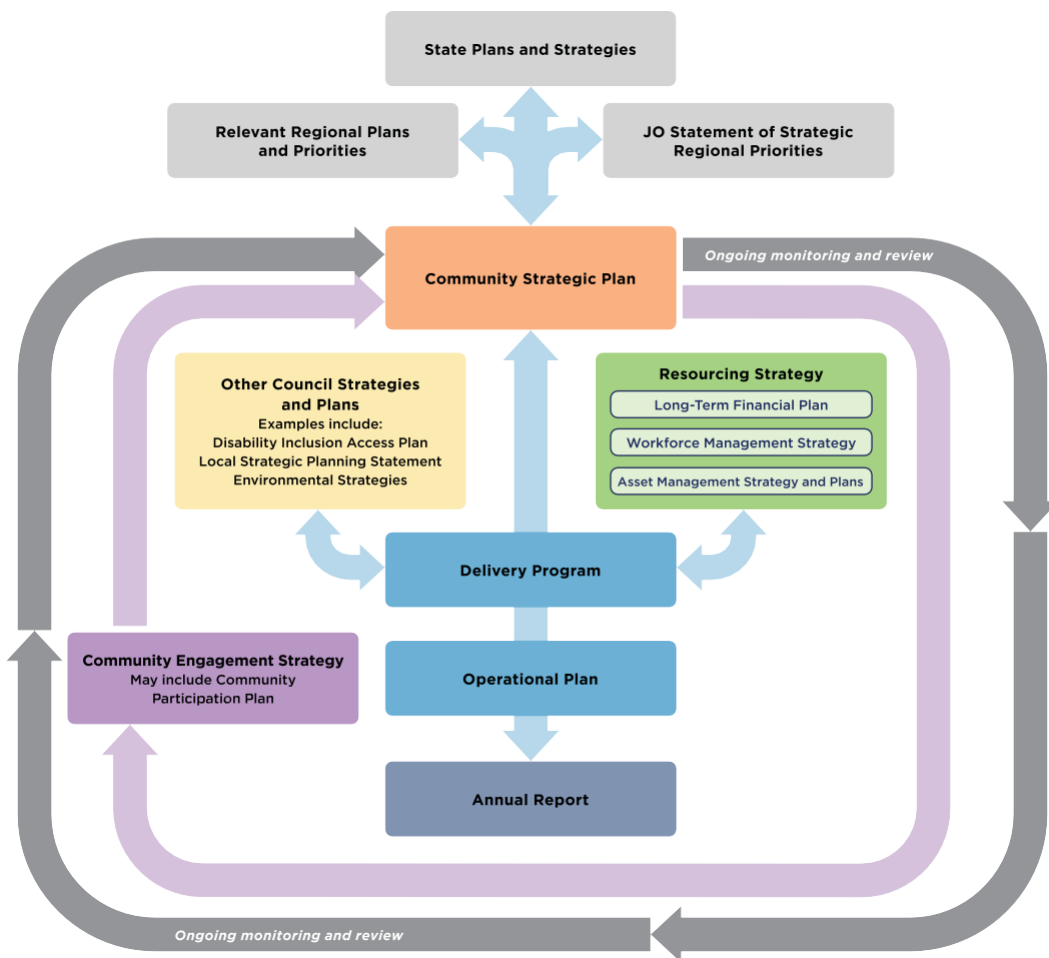 State Plans and Strategies
Relevant Regional Plans
and Priorities
JO Statement of Strategic
Regional Priorities
Community Strategic Plan
Ongoing monitoring and review
Other Council Strategies
and Plans
Examples include:
Disability Inclusion Access Plan
Local Strategic Planning Statement
Environmental Strategies
Resourcing Strategy
Long-Term Financial Plan
Workforce Management Strategy
Asset Management Strategy and Plans
Delivery Program
Community Engagement Strategy
May include Community
Participation Plan
Operational Plan
Annual Report
Ongoing monitoring and review